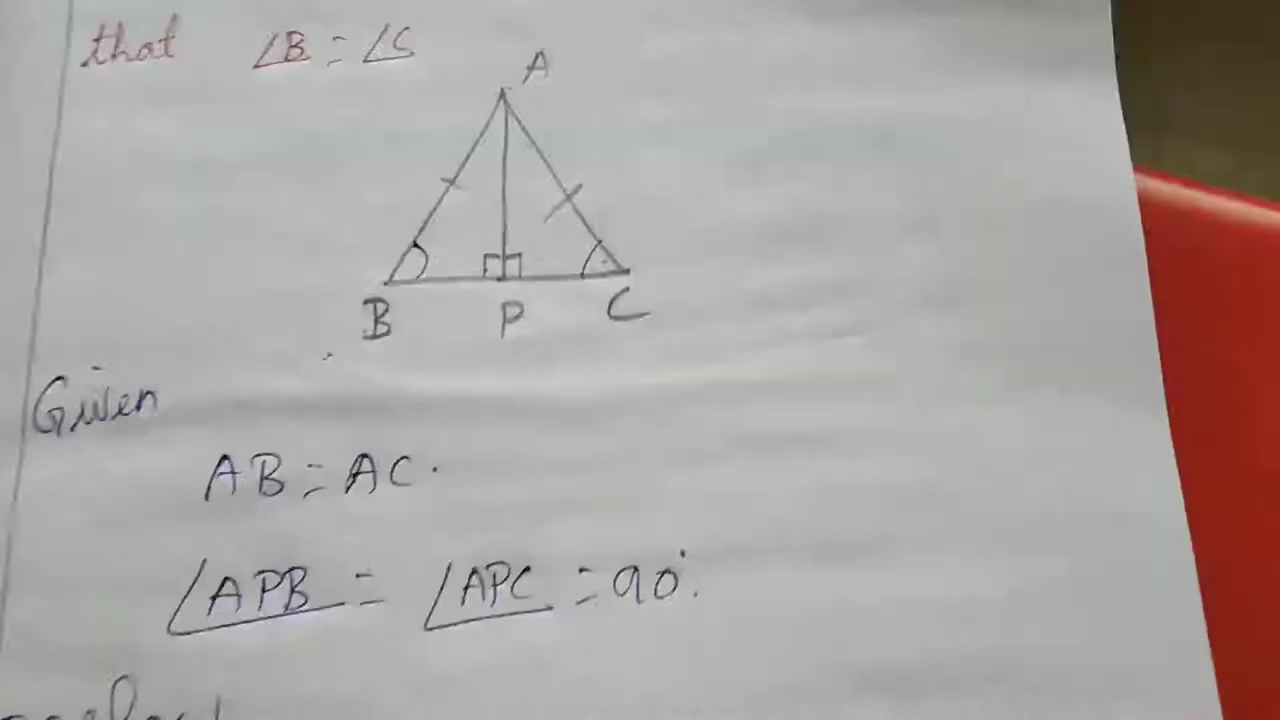 that ∠B = ∠C
A
B P C
Given
AB = AC.
∠APB = ∠APC = 90°.